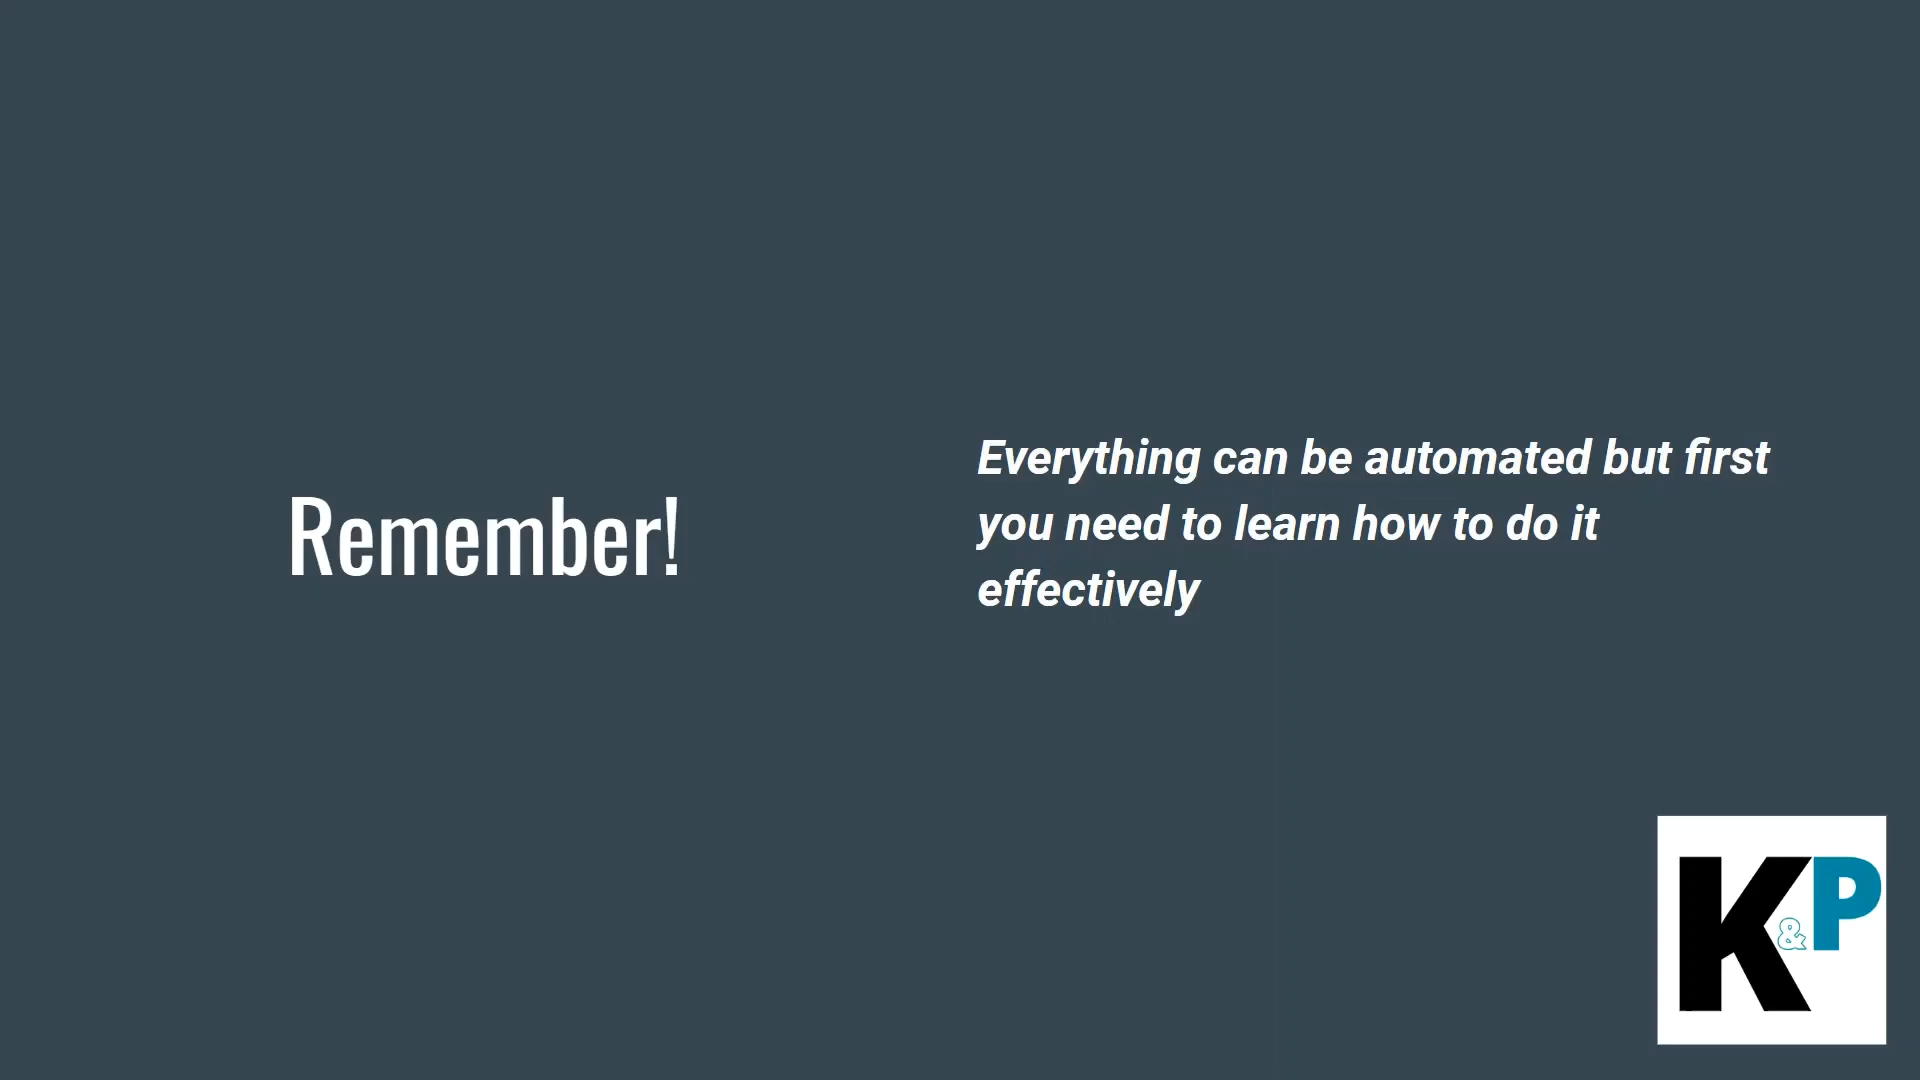 Remember!
Everything can be automated but first
you need to learn how to do it
effectively
K&P